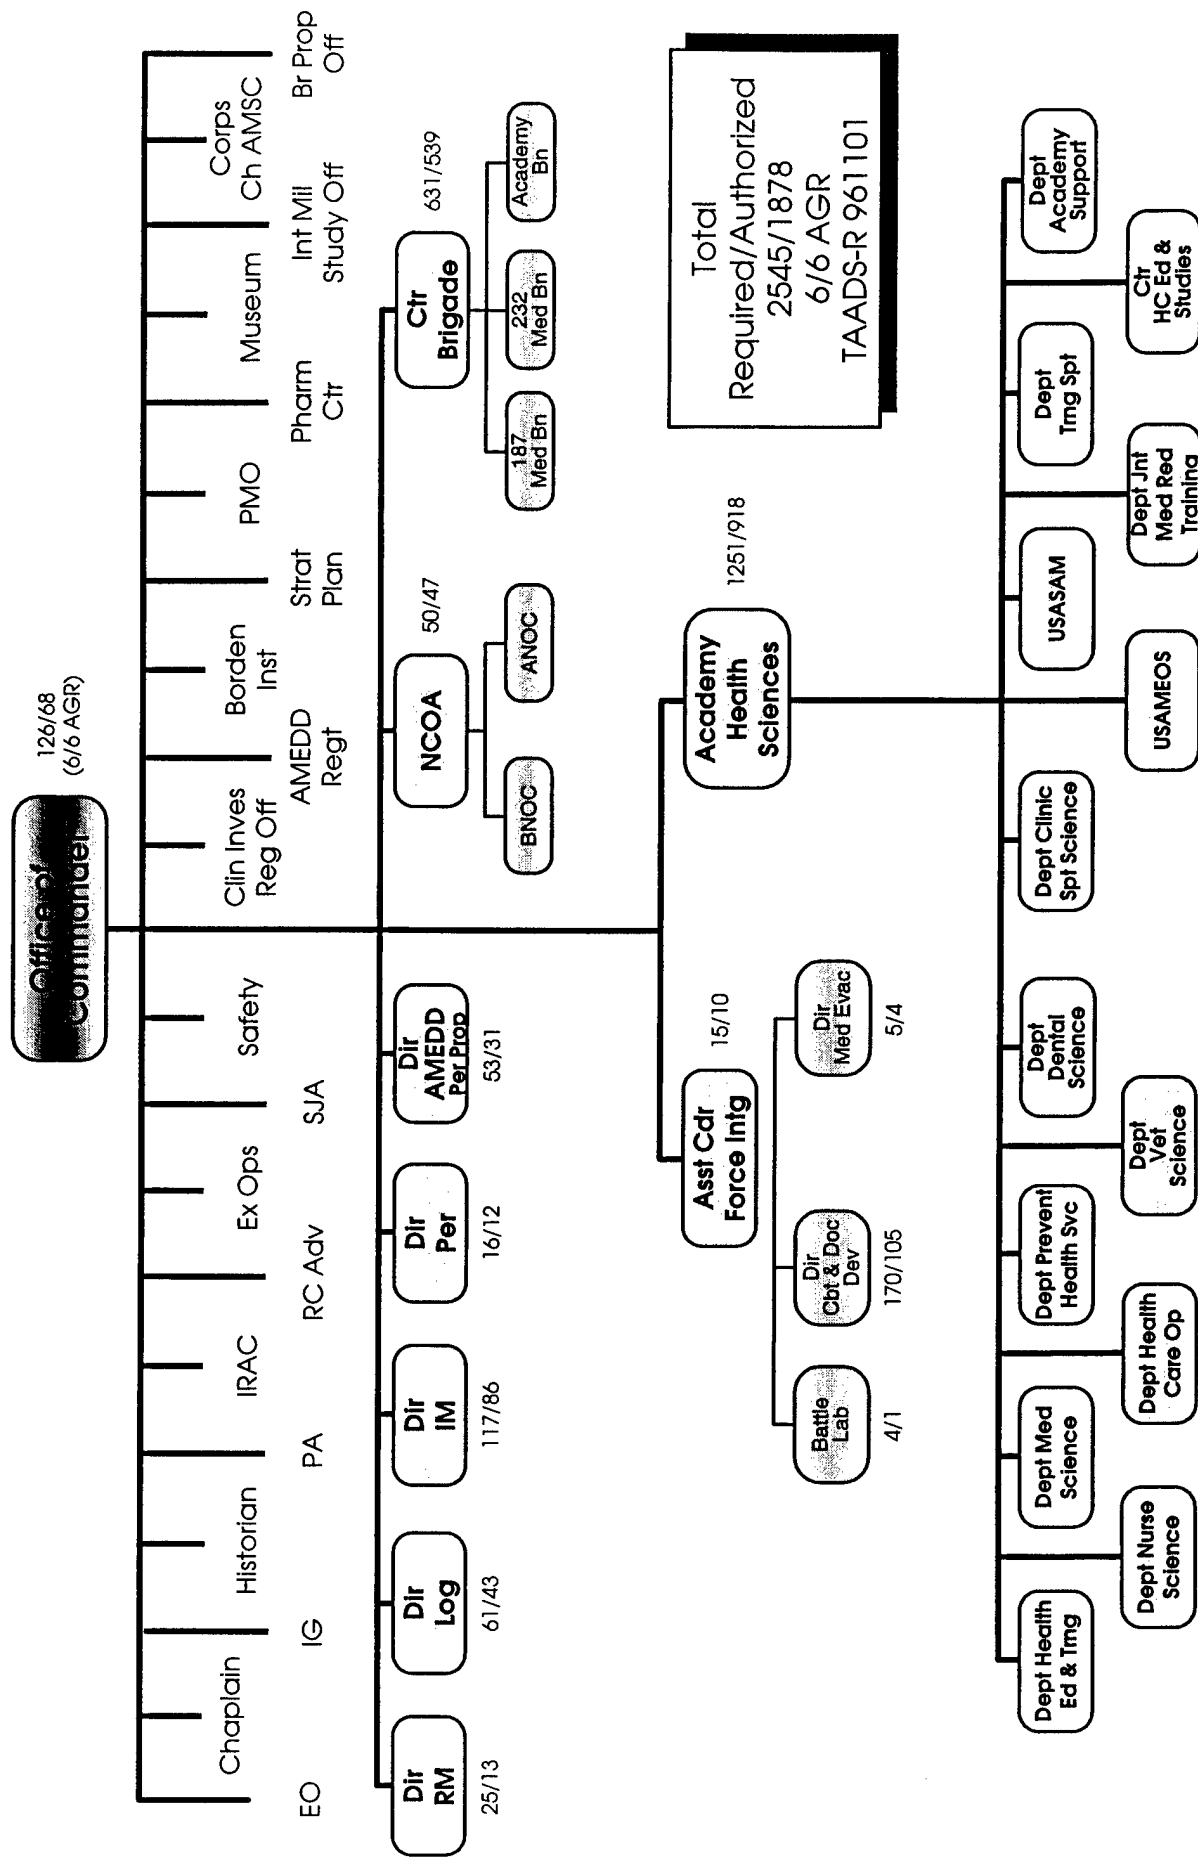 Office of
Commander
126/68
(6/6 AGR)
EO
Chaplain
IG
Historian
PA
IRAC
RC Adv
Ex Ops
SJA
Safety
Clin Inves
Reg Off
AMEDD
Regt
Borden
Inst
Strat
Plan
PMO
Pharm
Ctr
Museum
Int Mil
Study Off
Corps
Ch AMSC
Br Prop
Off
Dir
RM
25/13
Dir
Log
61/43
Dir
IM
117/86
Dir
Per
16/12
Dir
AMEDD
Per Prop
53/31
NCOA
50/47
BNOC
ANOC
Ctr
Brigade
631/539
187
Med Bn
232
Med Bn
Academy
Bn
Asst Cdr
Force Intg
15/10
Battle
Lab
4/1
Dir
Cbt & Doc
Dev
170/105
Dir
Med Evac
5/4
Academy
Health
Sciences
1251/918
Total
Required/Authorized
2545/1878
6/6 AGR
TAADS-R 961101
Dept Health
Ed & Trng
Dept Nurse
Science
Dept Med
Science
Dept Health
Care Op
Dept Prevent
Health Svc
Dept
Vet
Science
Dept
Dental
Science
Dept Clinic
Spt Science
USAMEOS
USASAM
Dept Jnt
Med Red
Training
Dept
Trng Spt
Ctr
HC Ed &
Studies
Dept
Academy
Support